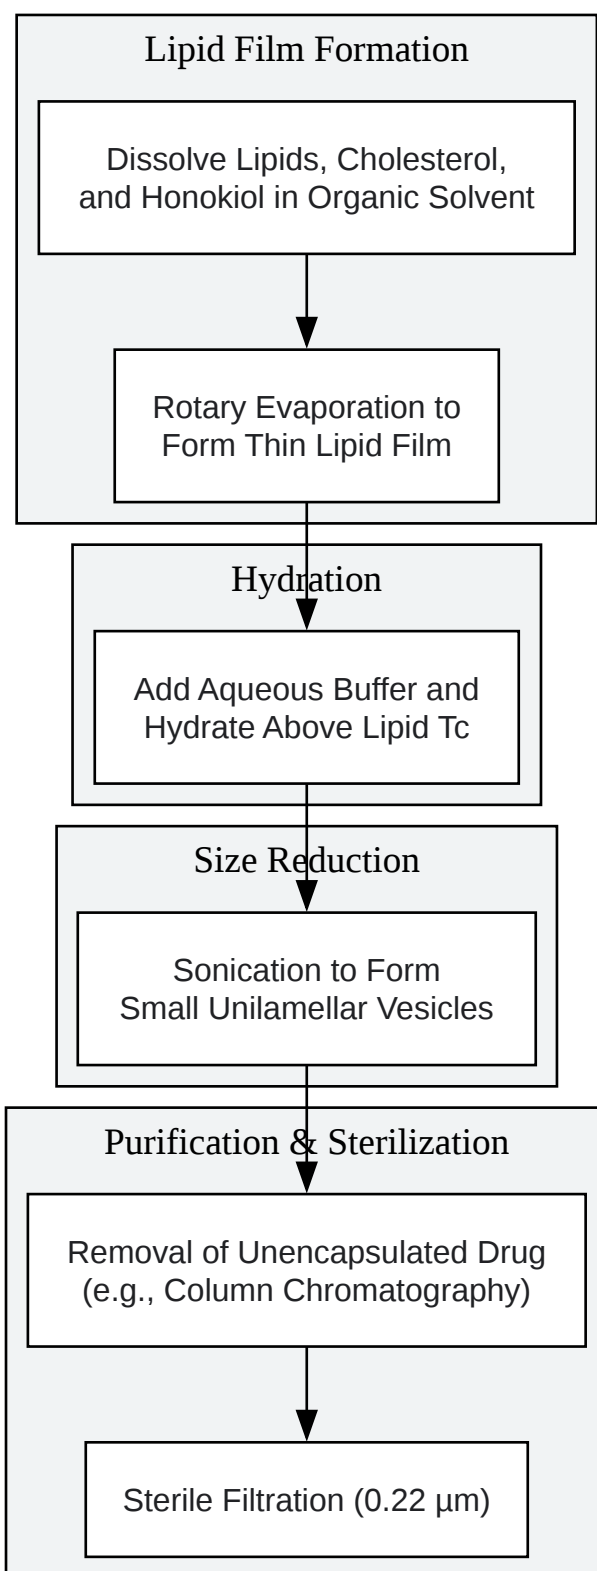 Lipid Film Formation
Dissolve Lipids, Cholesterol,
and Honokiol in Organic Solvent
Rotary Evaporation to
Form Thin Lipid Film
Hydration
Add Aqueous Buffer and
Hydrate Above Lipid Tc
Size Reduction
Sonication to Form
Small Unilamellar Vesicles
Purification & Sterilization
Removal of Unencapsulated Drug
(e.g., Column Chromatography)
Sterile Filtration (0.22 µm)